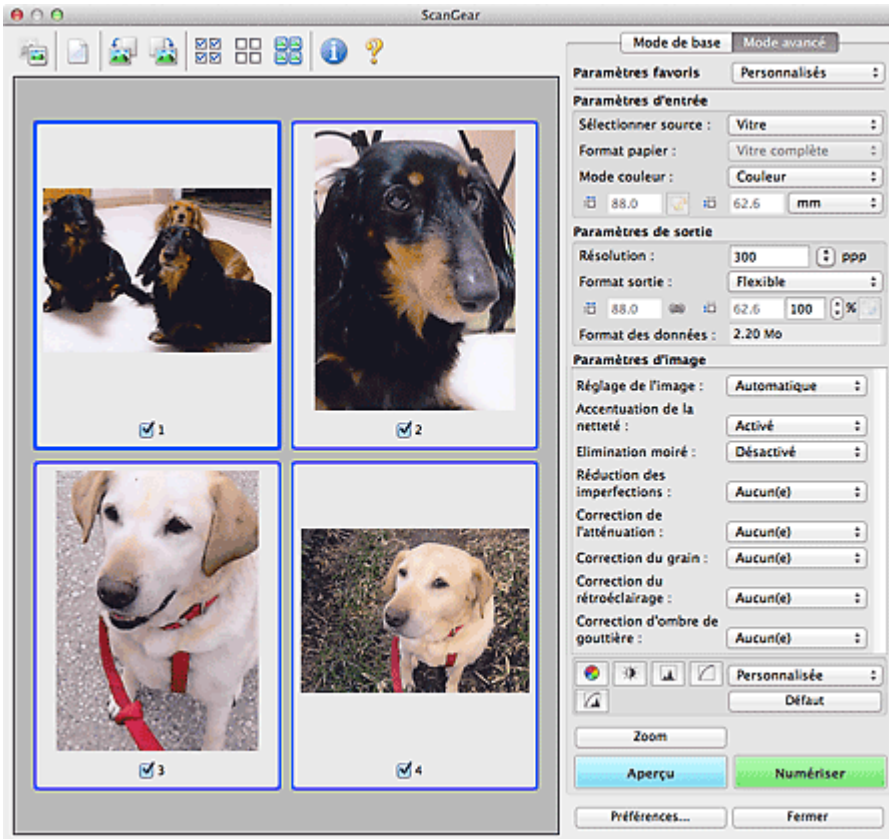 ScanGear
Mode de base Mode avancé
Paramètres favoris Personnalisés
Paramètres d'entrée
Sélectionner source : Vitre
Format papier : Vitre complète
Mode couleur : Couleur
88.0 62.6 mm
Paramètres de sortie
Résolution : 300 ppp
Format sortie : Flexible
88.0 62.6 100 %
Format des données : 2.20 Mo
Paramètres d'image
Réglage de l'image : Automatique
Accentuation de la
netteté : Activé
Elimination moiré : Désactivé
Réduction des
imperfections : Aucun(e)
Correction de
l'atténuation : Aucun(e)
Correction du grain : Aucun(e)
Correction du
rétroéclairage : Aucun(e)
Correction d'ombre de
gouttière : Aucun(e)
Personnalisée
Défaut
Zoom
Aperçu Numériser
Préférences... Fermer
1
2
3
4